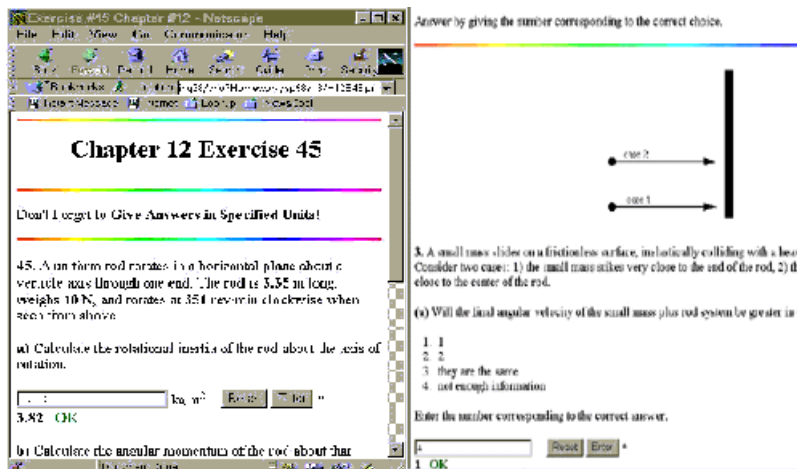 Exercise #45 Chapter #12 - Netscape
File Edit View Go Communicator Help
Home Guide Security
Bookmarks
Chapter 12 Exercise 45
Don't Forget to Give Answers in Specified Units!
45. A uniform rod rotates in a horizontal plane about a
vertical axis through one end. The rod is 3.35 m long,
weighs 10 N, and rotates at 351 rev/min clockwise when
seen from above
a) Calculate the rotational inertia of the rod about the axis of
rotation.
kg m² Reset Enter *
3.82 OK
b) Calculate the angular momentum of the rod about that
Answer by giving the number corresponding to the correct choice.
case 2
case 1
3. A small mass slides on a frictionless surface, inelastically colliding with a
Consider two cases: 1) the small mass strikes very close to the end of the rod, 2)
close to the center of the rod.
(a) Will the final angular velocity of the small mass plus rod system be greater in
1. 1
2. 2
3. they are the same
4. not enough information
Enter the number corresponding to the correct answer.
Reset Enter *
1 OK